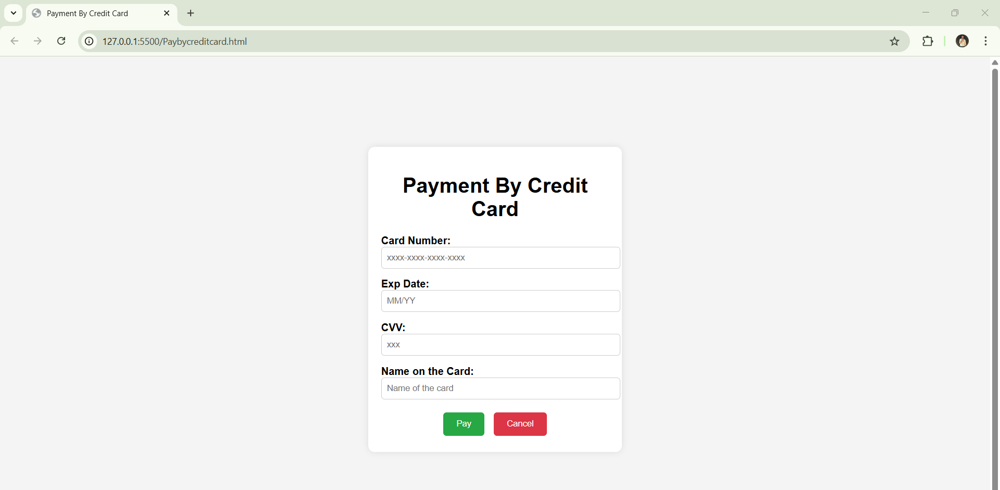 Payment By Credit Card
127.0.0.1:5500/Paybycreditcard.html
Payment By Credit
Card
Card Number:
xxxx-xxxx-xxxx-xxxx
Exp Date:
MM/YY
CVV:
xxx
Name on the Card:
Name of the card
Pay Cancel